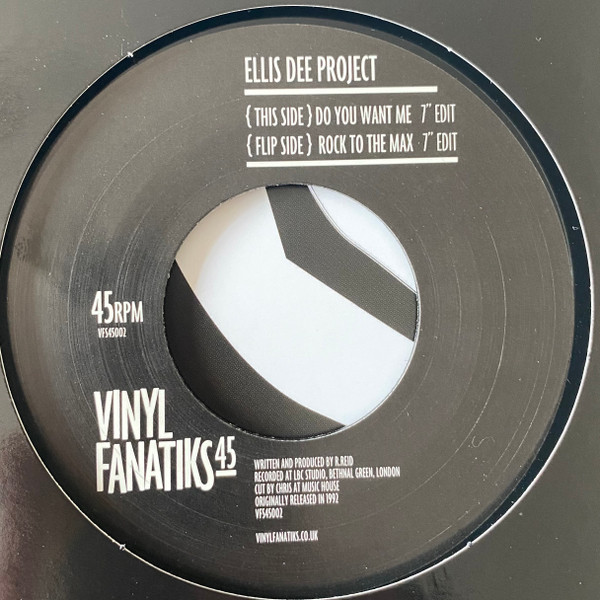 ELLIS DEE PROJECT
{ THIS SIDE } DO YOU WANT ME 7" EDIT
{ FLIP SIDE } ROCK TO THE MAX 7" EDIT
45RPM
VFS45002
VINYL
FANATIKS 45
WRITTEN AND PRODUCED BY R.REID
RECORDED AT LBC STUDIO, BETHNAL GREEN, LONDON
CUT BY CHRIS AT MUSIC HOUSE
ORIGINALLY RELEASED IN 1992
VFS45002
VINYLFANATIKS.CO.UK